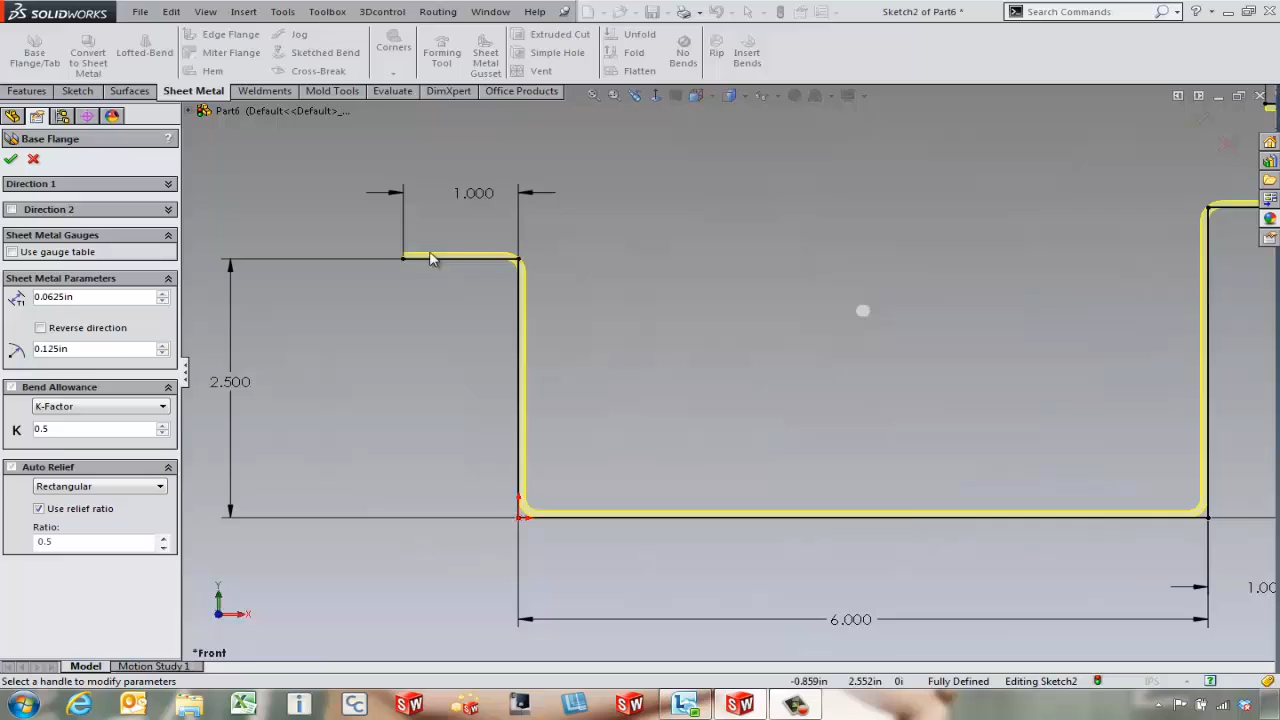 SOLIDWORKS File Edit View Insert Tools Toolbox 3Dcontrol Routing Window Help Sketch2 of Part6 * Search Commands
Base Flange/Tab
Convert to Sheet Metal
Lofted-Bend
Edge Flange
Miter Flange
Hem
Jog
Sketched Bend
Cross-Break
Corners
Forming Tool
Sheet Metal Gusset
Extruded Cut
Simple Hole
Vent
Unfold
Fold
Flatten
No Bends
Rip
Insert Bends
Features Sketch Surfaces Sheet Metal Weldments Mold Tools Evaluate DimXpert Office Products
Part6 (Default<<Default>_...
Base Flange ?
Direction 1
Direction 2
Sheet Metal Gauges
Use gauge table
Sheet Metal Parameters
T1 0.0625in
Reverse direction
0.125in
Bend Allowance
K-Factor
K 0.5
Auto Relief
Rectangular
Use relief ratio
Ratio:
0.5
1.000
2.500
6.000
1.00
Y
X
*Front
Model Motion Study 1
Select a handle to modify parameters -0.859in 2.552in 0in Fully Defined Editing Sketch2 IPS